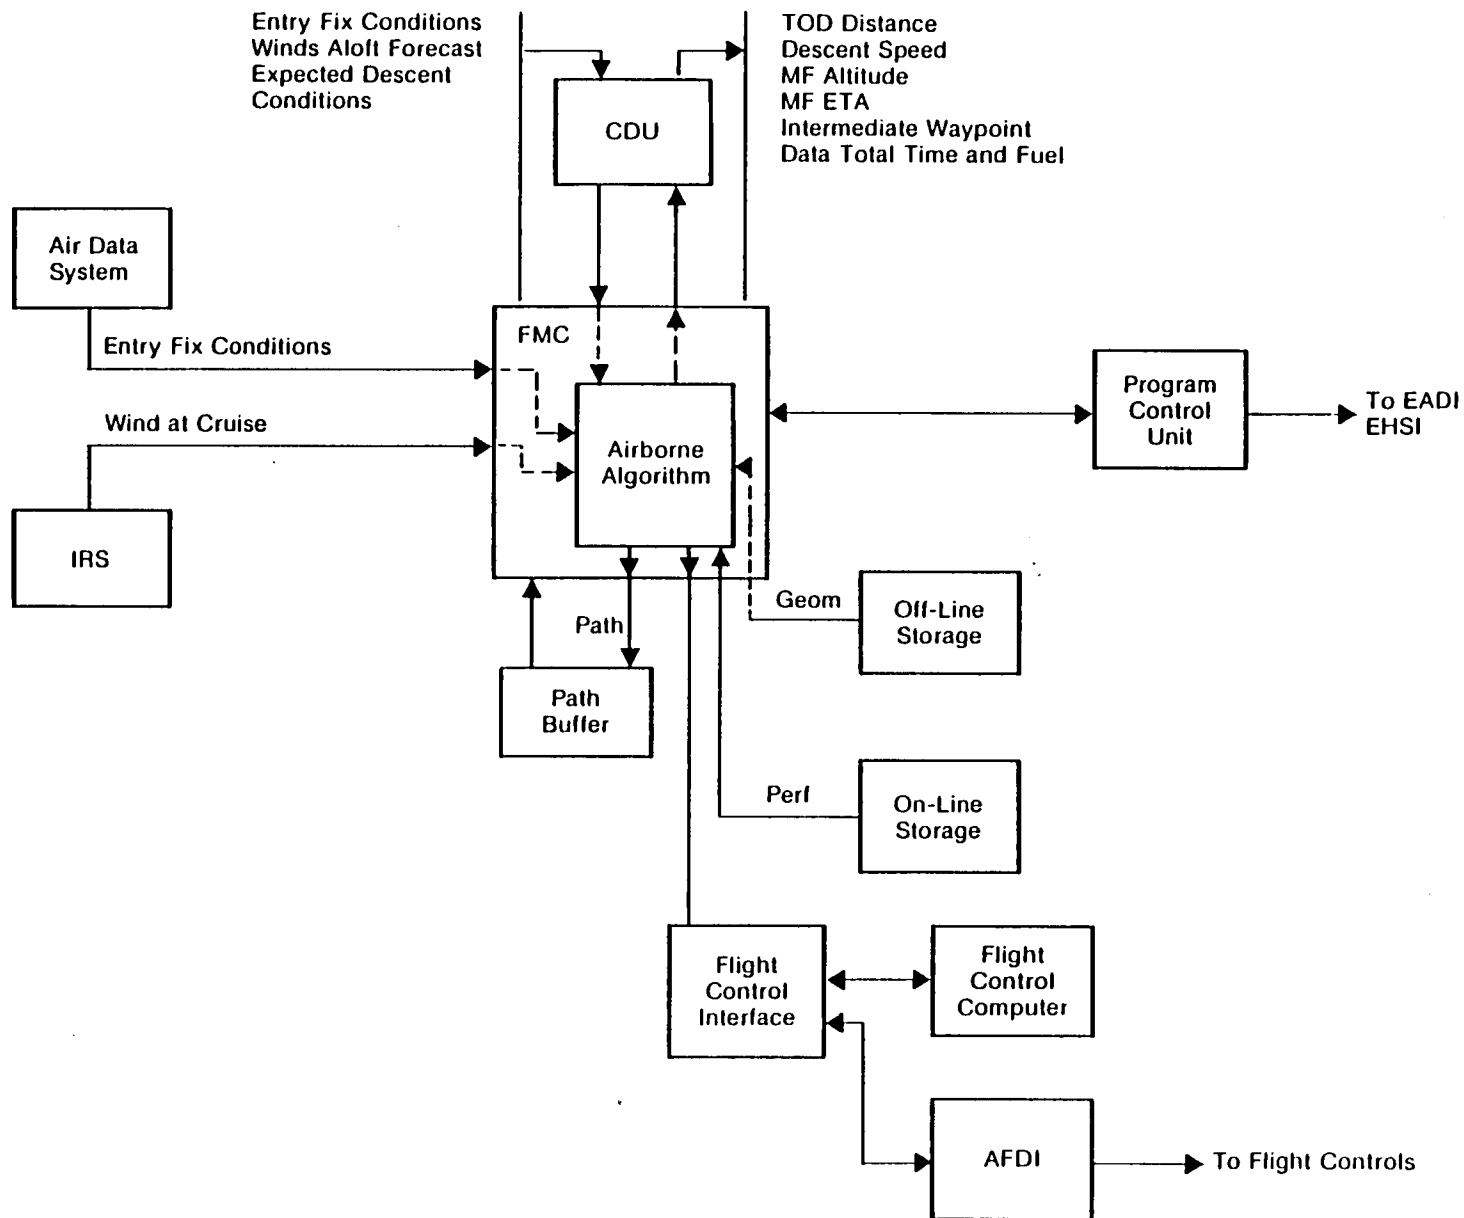 Entry Fix Conditions
Winds Aloft Forecast
Expected Descent
Conditions
TOD Distance
Descent Speed
MF Altitude
MF ETA
Intermediate Waypoint
Data Total Time and Fuel
CDU
Air Data
System
Entry Fix Conditions
FMC
Wind at Cruise
Airborne
Algorithm
Program
Control
Unit
To EADI
EHSI
IRS
Geom
Off-Line
Storage
Path
Path
Buffer
Perf
On-Line
Storage
Flight
Control
Interface
Flight
Control
Computer
AFDI
To Flight Controls